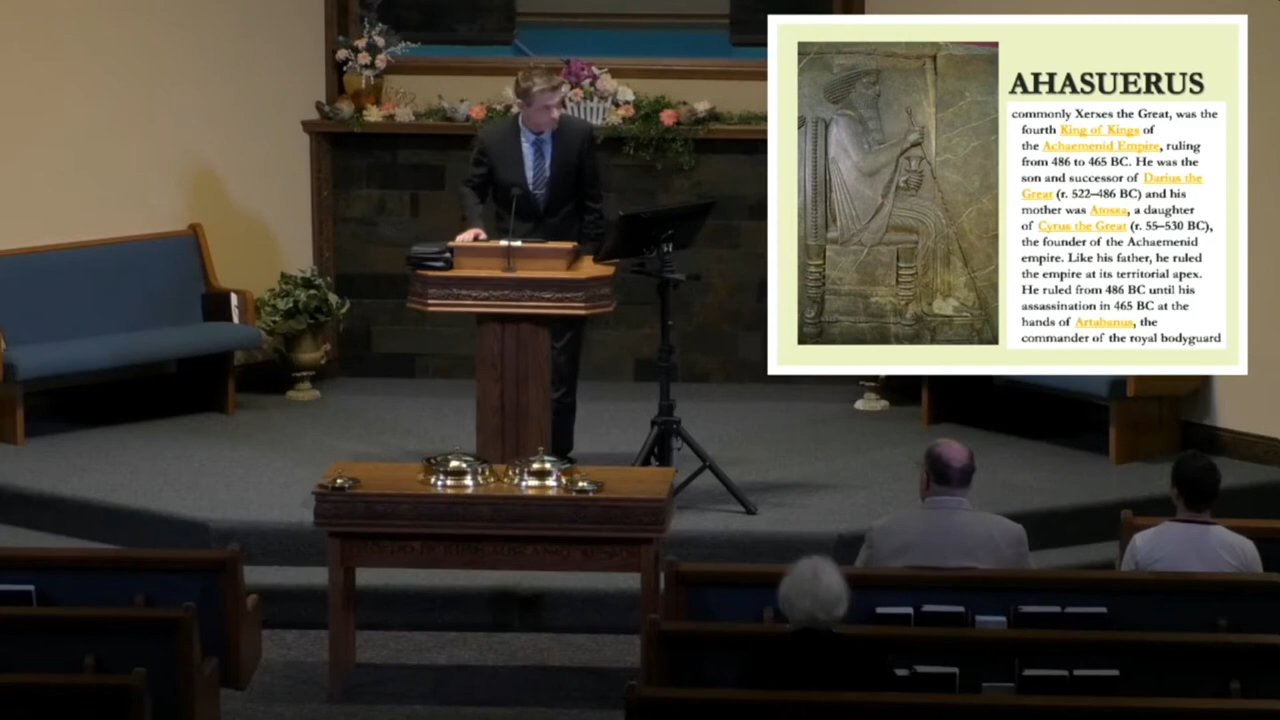 AHASUERUS
commonly Xerxes the Great, was the
fourth King of Kings of
the Achaemenid Empire, ruling
from 486 to 465 BC. He was the
son and successor of Darius the
Great (r. 522–486 BC) and his
mother was Atossa, a daughter
of Cyrus the Great (r. 55–530 BC),
the founder of the Achaemenid
empire. Like his father, he ruled
the empire at its territorial apex.
He ruled from 486 BC until his
assassination in 465 BC at the
hands of Artabanus, the
commander of the royal bodyguard